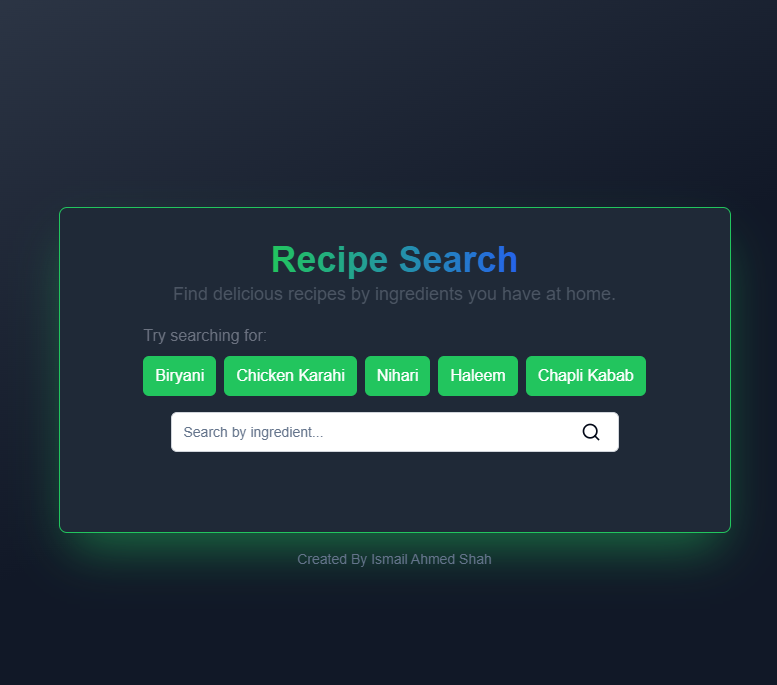 Recipe Search
Find delicious recipes by ingredients you have at home.
Try searching for:
Biryani Chicken Karahi Nihari Haleem Chapli Kabab
Search by ingredient...
Created By Ismail Ahmed Shah